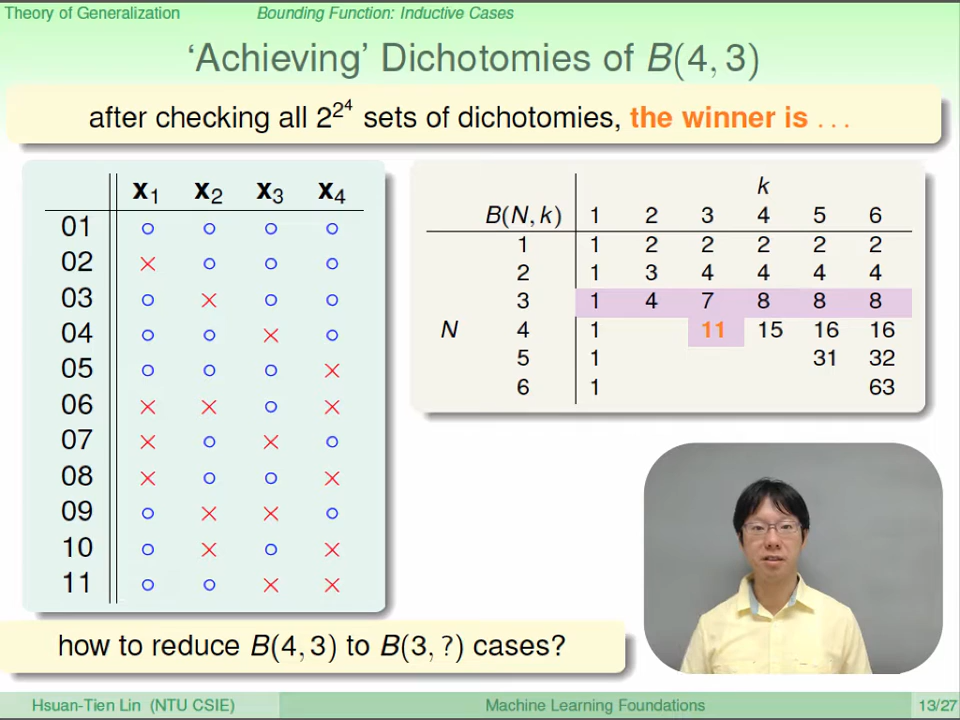 Theory of Generalization Bounding Function: Inductive Cases
‘Achieving’ Dichotomies of B(4, 3)
after checking all 2^2^4 sets of dichotomies, the winner is . . .
x1 x2 x3 x4
01 ○ ○ ○ ○
02 × ○ ○ ○
03 ○ × ○ ○
04 ○ ○ × ○
05 ○ ○ ○ ×
06 × × ○ ×
07 × ○ × ○
08 × ○ ○ ×
09 ○ × × ○
10 ○ × ○ ×
11 ○ ○ × ×
k
B(N, k) 1 2 3 4 5 6
1 1 2 2 2 2 2
2 1 3 4 4 4 4
3 1 4 7 8 8 8
N 4 1 11 15 16 16
5 1 31 32
6 1 63
how to reduce B(4, 3) to B(3, ?) cases?
Hsuan-Tien Lin (NTU CSIE) Machine Learning Foundations 13/27